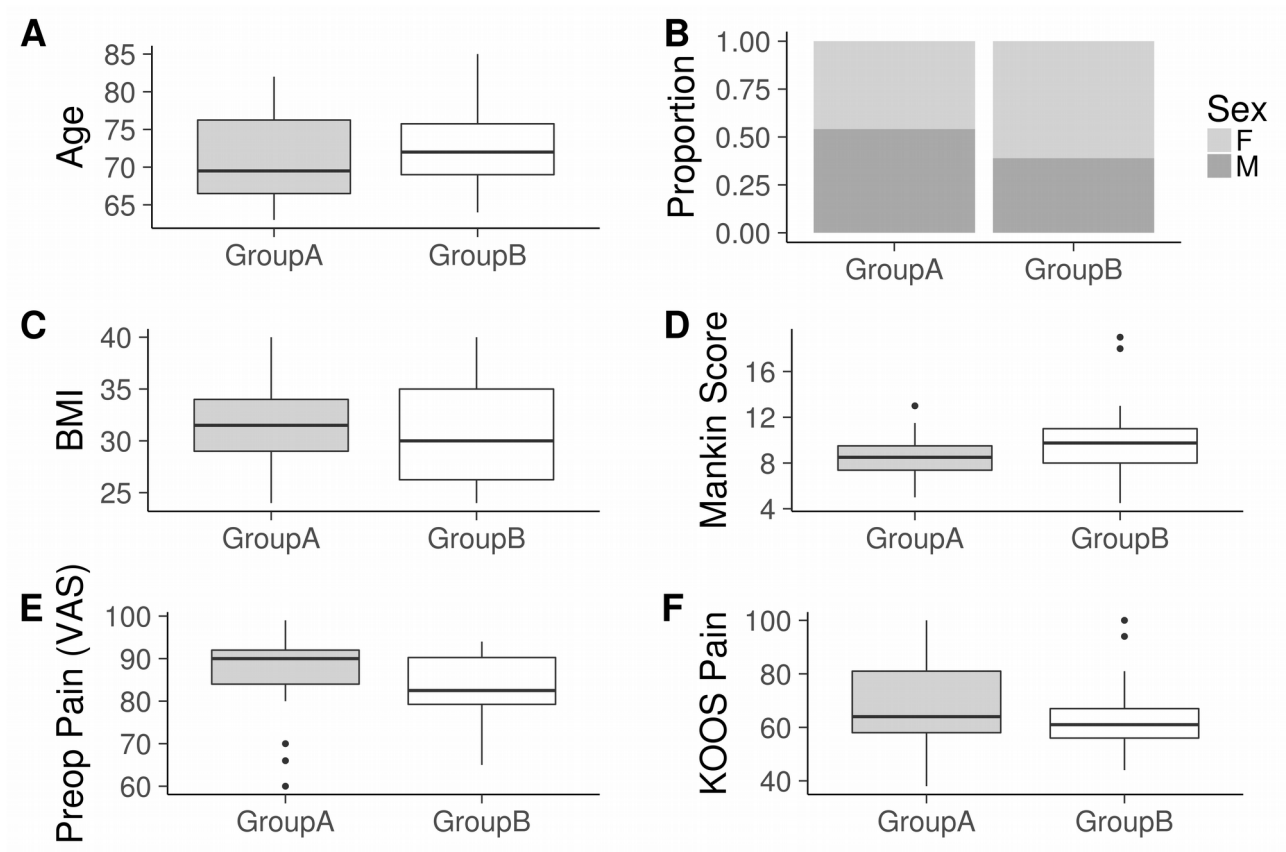 A
Age
85
80
75
70
65
GroupA
GroupB
B
Proportion
1.00
0.75
0.50
0.25
0.00
GroupA
GroupB
Sex
F
M
C
BMI
40
35
30
25
GroupA
GroupB
D
Mankin Score
16
12
8
4
GroupA
GroupB
E
Preop Pain (VAS)
100
90
80
70
60
GroupA
GroupB
F
KOOS Pain
100
80
60
40
GroupA
GroupB